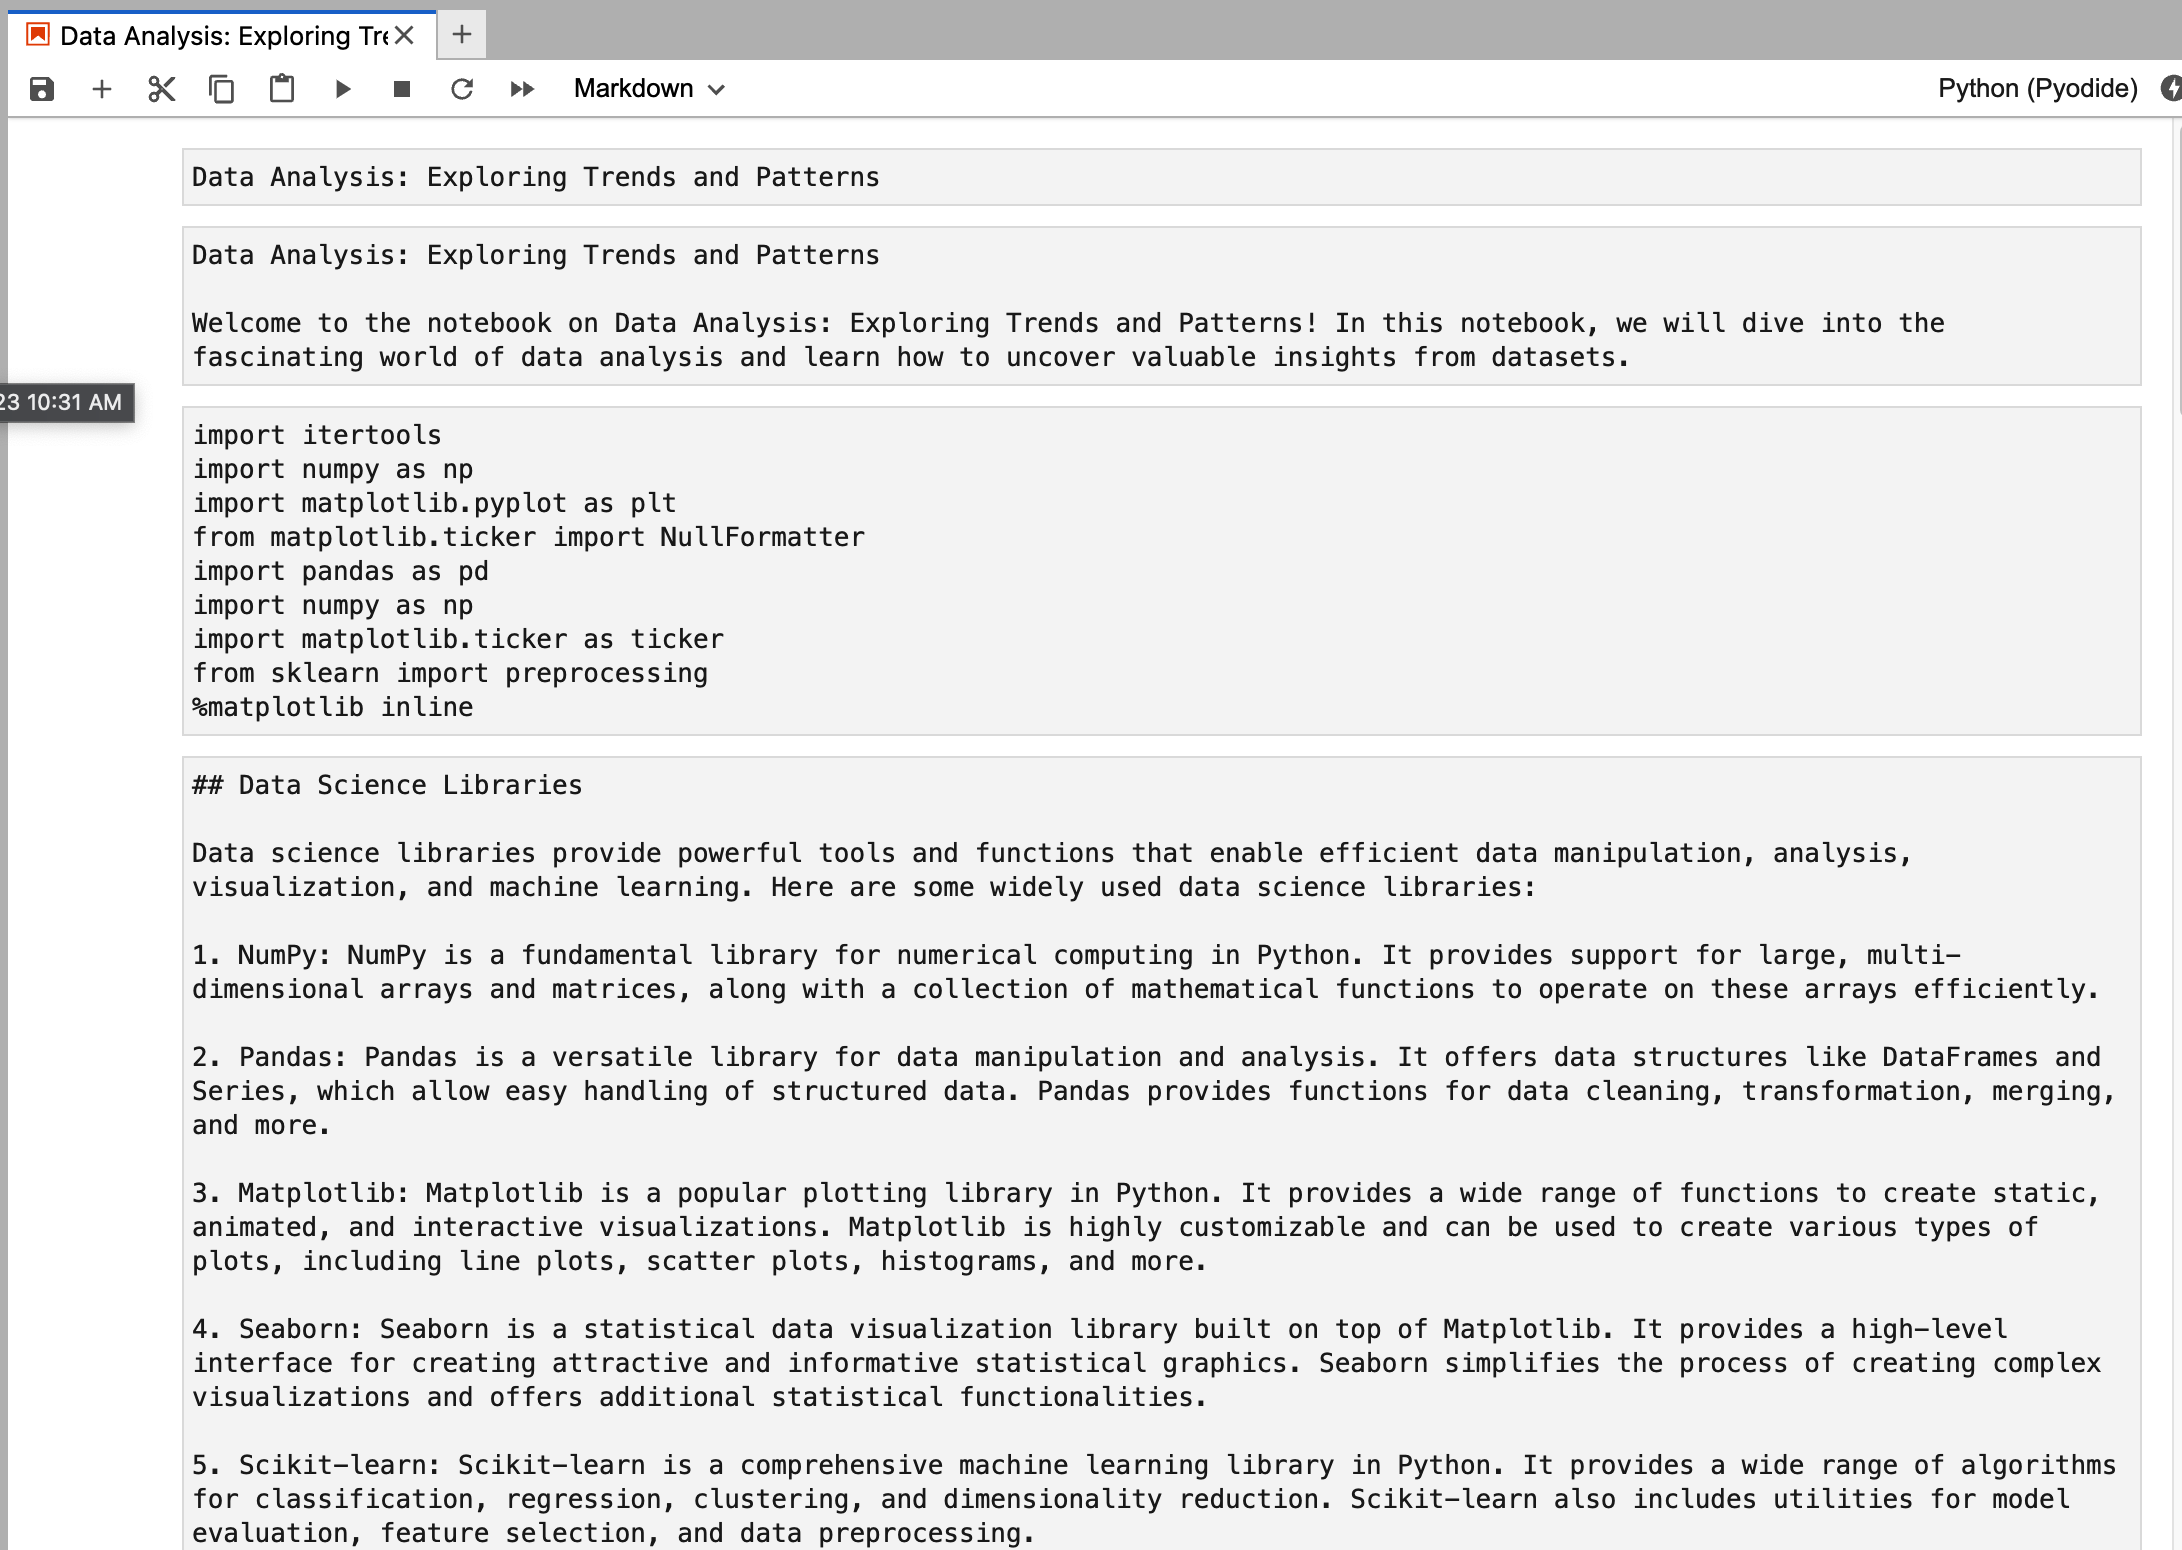 Data Analysis: Exploring Tre
Markdown
Python (Pyodide)
Data Analysis: Exploring Trends and Patterns
Data Analysis: Exploring Trends and Patterns
Welcome to the notebook on Data Analysis: Exploring Trends and Patterns! In this notebook, we will dive into the
fascinating world of data analysis and learn how to uncover valuable insights from datasets.
23 10:31 AM
import itertools
import numpy as np
import matplotlib.pyplot as plt
from matplotlib.ticker import NullFormatter
import pandas as pd
import numpy as np
import matplotlib.ticker as ticker
from sklearn import preprocessing
%matplotlib inline
## Data Science Libraries
Data science libraries provide powerful tools and functions that enable efficient data manipulation, analysis,
visualization, and machine learning. Here are some widely used data science libraries:
1. NumPy: NumPy is a fundamental library for numerical computing in Python. It provides support for large, multi-
dimensional arrays and matrices, along with a collection of mathematical functions to operate on these arrays efficiently.
2. Pandas: Pandas is a versatile library for data manipulation and analysis. It offers data structures like DataFrames and
Series, which allow easy handling of structured data. Pandas provides functions for data cleaning, transformation, merging,
and more.
3. Matplotlib: Matplotlib is a popular plotting library in Python. It provides a wide range of functions to create static,
animated, and interactive visualizations. Matplotlib is highly customizable and can be used to create various types of
plots, including line plots, scatter plots, histograms, and more.
4. Seaborn: Seaborn is a statistical data visualization library built on top of Matplotlib. It provides a high-level
interface for creating attractive and informative statistical graphics. Seaborn simplifies the process of creating complex
visualizations and offers additional statistical functionalities.
5. Scikit-learn: Scikit-learn is a comprehensive machine learning library in Python. It provides a wide range of algorithms
for classification, regression, clustering, and dimensionality reduction. Scikit-learn also includes utilities for model
evaluation, feature selection, and data preprocessing.